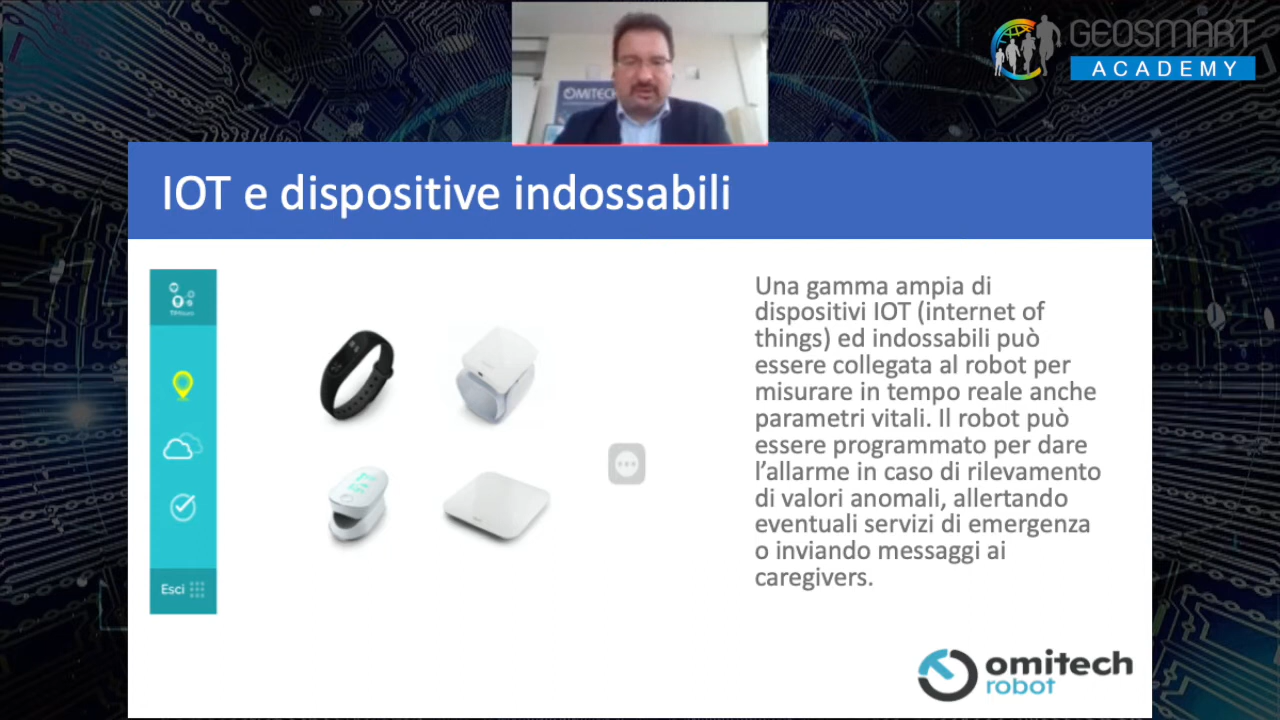 GEOSMART
ACADEMY
OMITECH
IOT e dispositive indossabili
TiMisuro
Esci
Una gamma ampia di
dispositivi IOT (internet of
things) ed indossabili può
essere collegata al robot per
misurare in tempo reale anche
parametri vitali. Il robot può
essere programmato per dare
l’allarme in caso di rilevamento
di valori anomali, allertando
eventuali servizi di emergenza
o inviando messaggi ai
caregivers.
omitech
robot